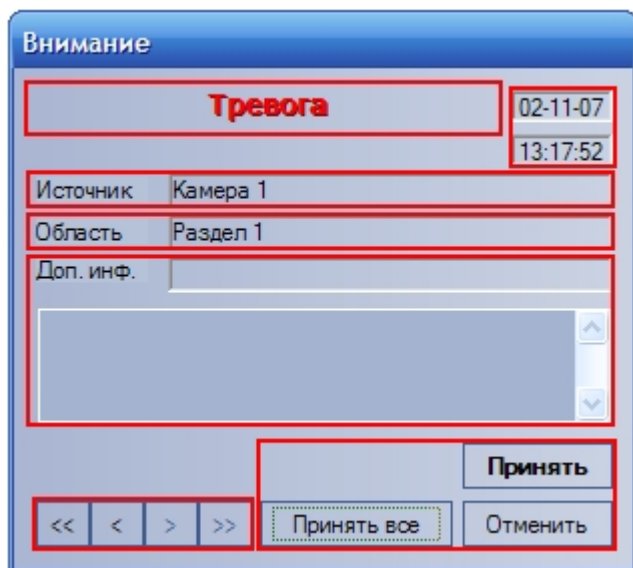 Внимание
Тревога
02-11-07
13:17:52
Источник Камера 1
Область Раздел 1
Доп. инф.
Принять
<< < > >> Принять все Отменить